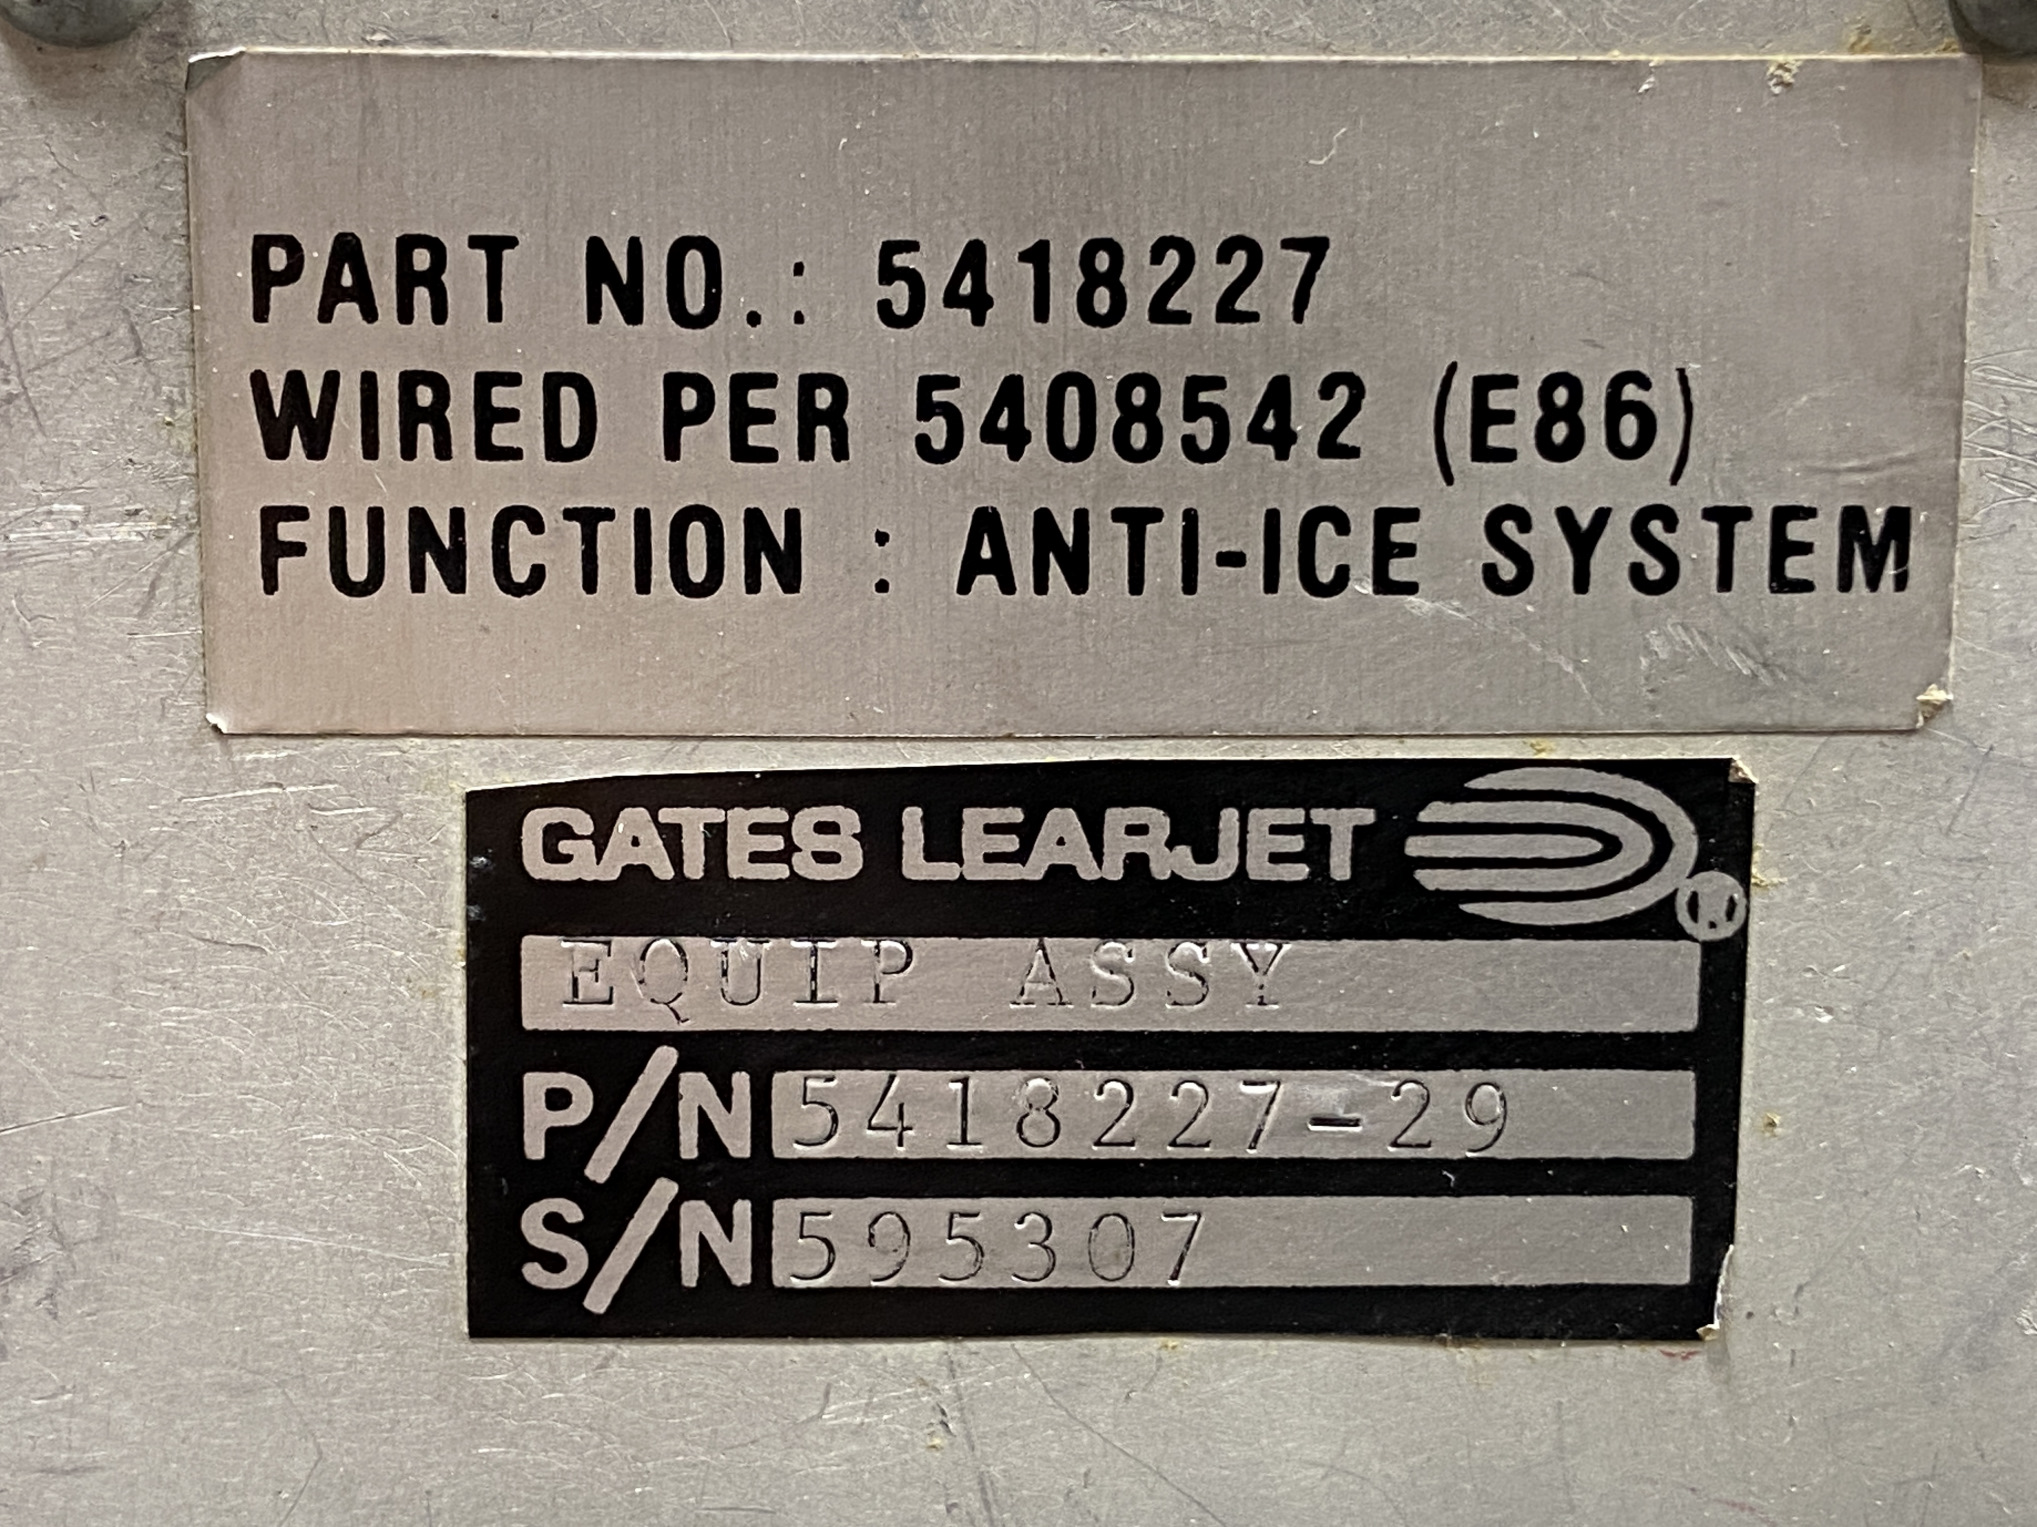 PART NO.: 5418227
WIRED PER 5408542 (E86)
FUNCTION : ANTI-ICE SYSTEM
GATES LEARJET ®
EQUIP ASSY
P/N 5418227-29
S/N 595307